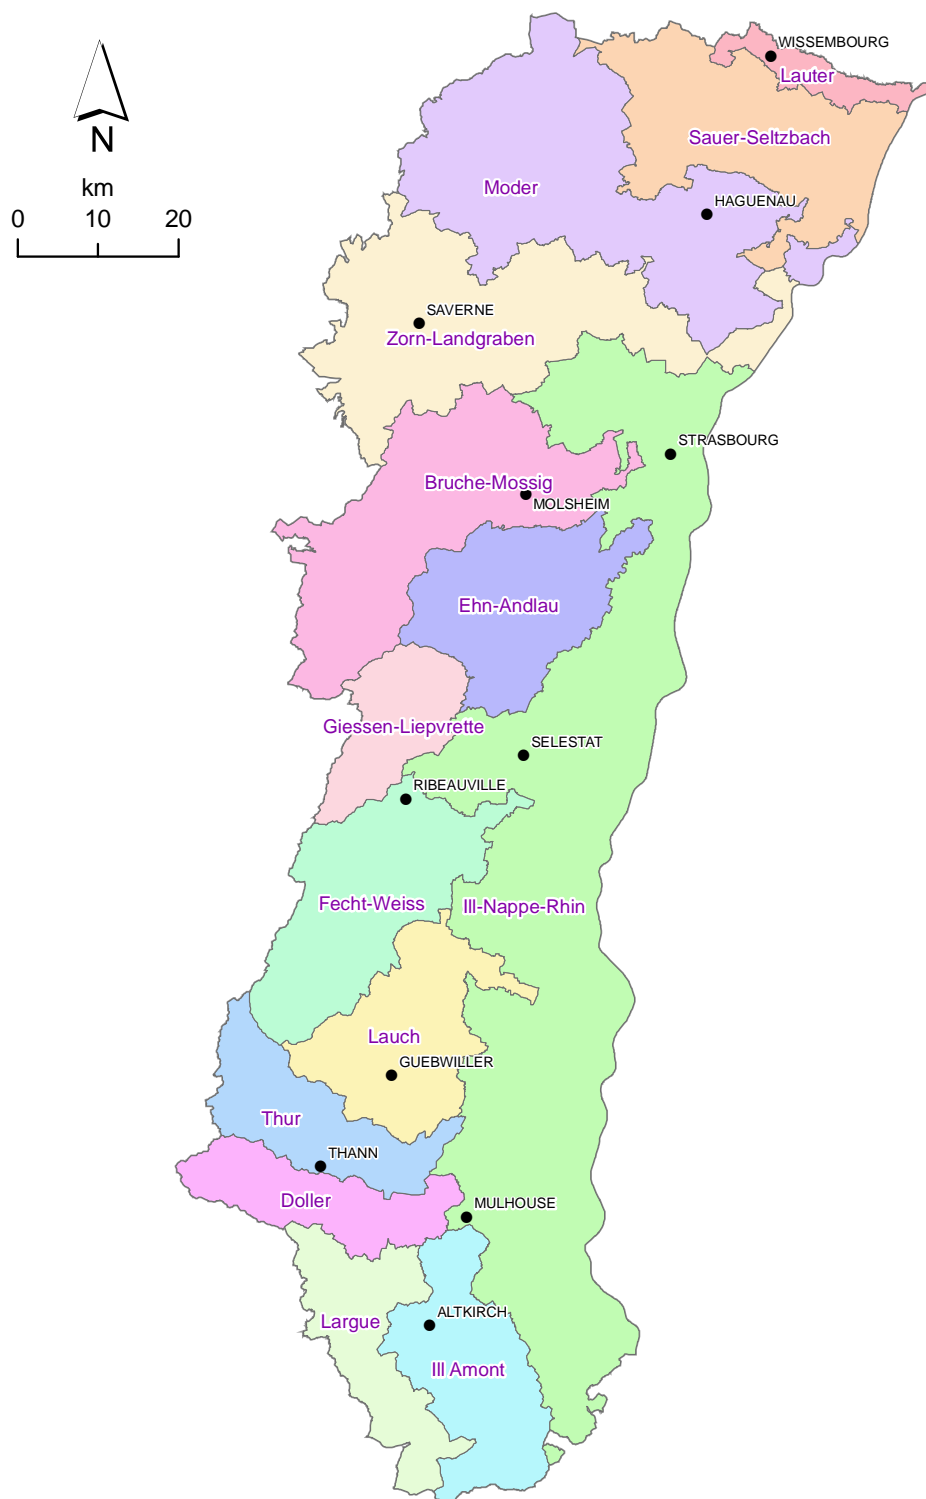 WISSEMBOURG
Lauter
Sauer-Seltzbach
N
km
0 10 20
Moder
HAGUENAU
SAVERNE
Zorn-Landgraben
STRASBOURG
Bruche-Mossig
MOLSHEIM
Ehn-Andlau
Giessen-Liepvrette
SELESTAT
RIBEAUVILLE
Fecht-Weiss
Ill-Nappe-Rhin
Lauch
GUEBWILLER
Thur
THANN
Doller
MULHOUSE
ALTKIRCH
Largue
Ill Amont